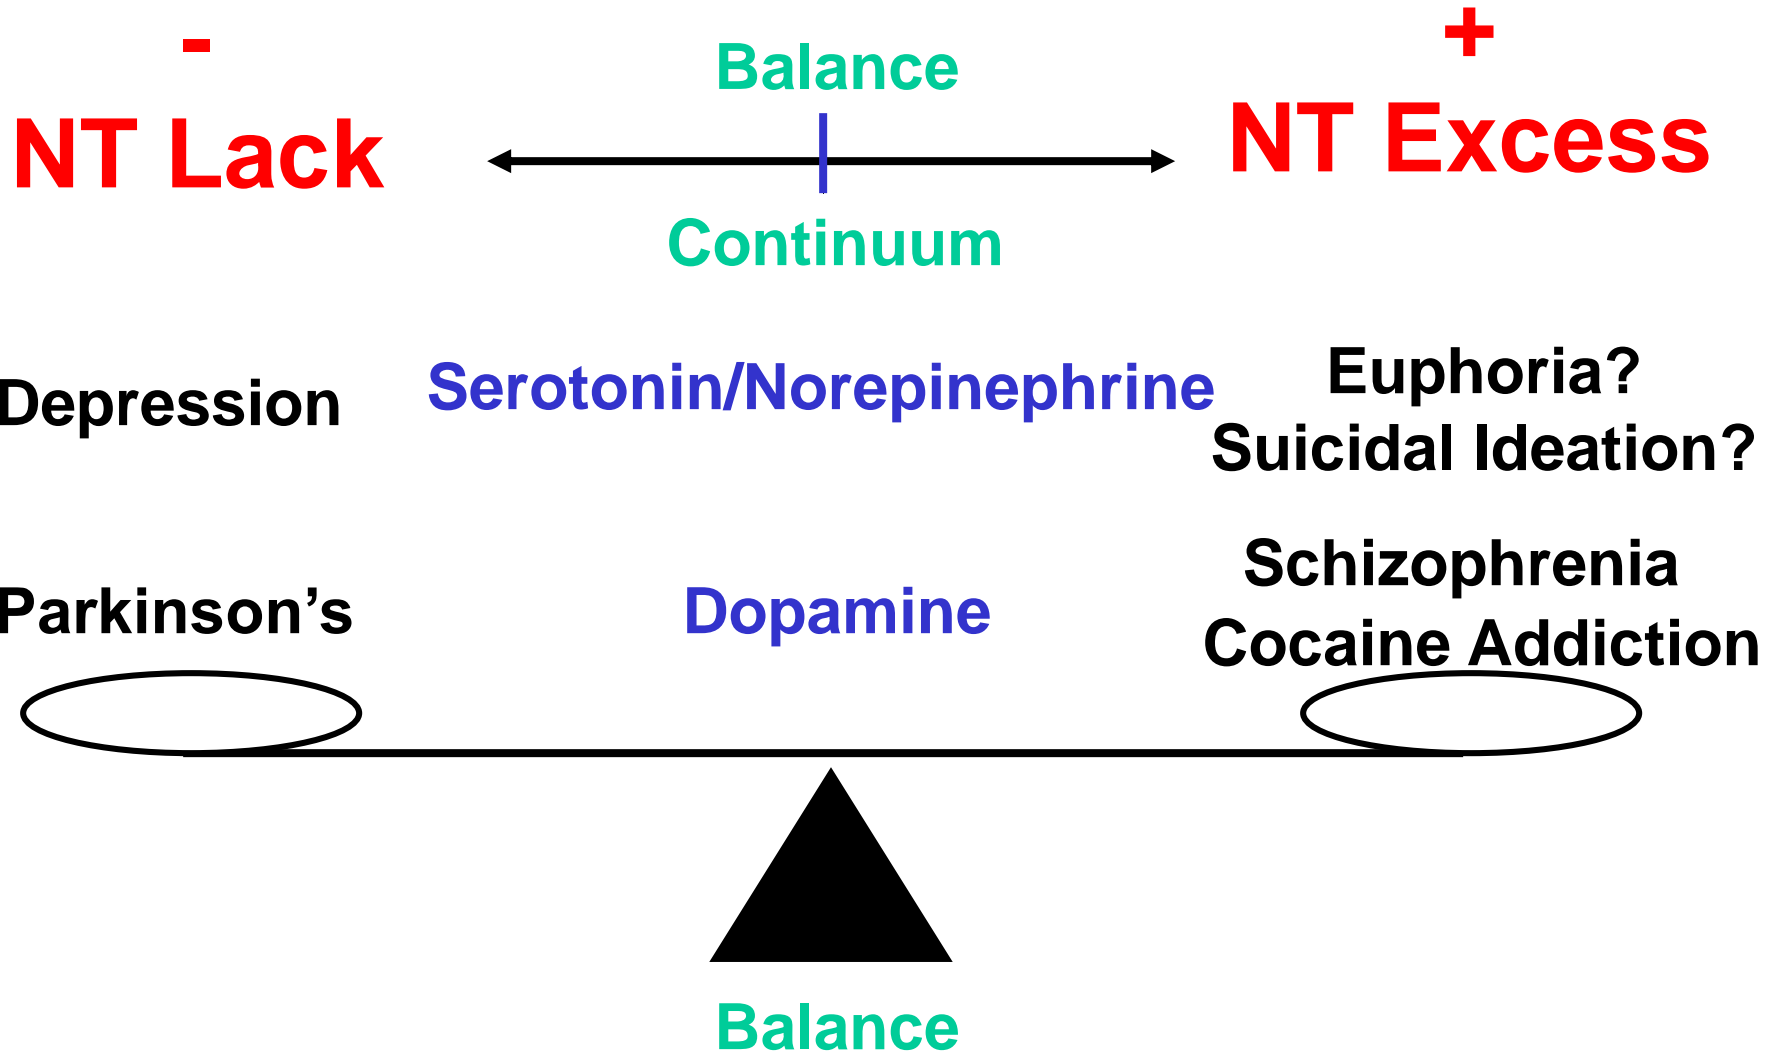 -
+
Balance
NT Lack
NT Excess
Continuum
Depression
Serotonin/Norepinephrine
Euphoria?
Suicidal Ideation?
Parkinson’s
Dopamine
Schizophrenia
Cocaine Addiction
Balance